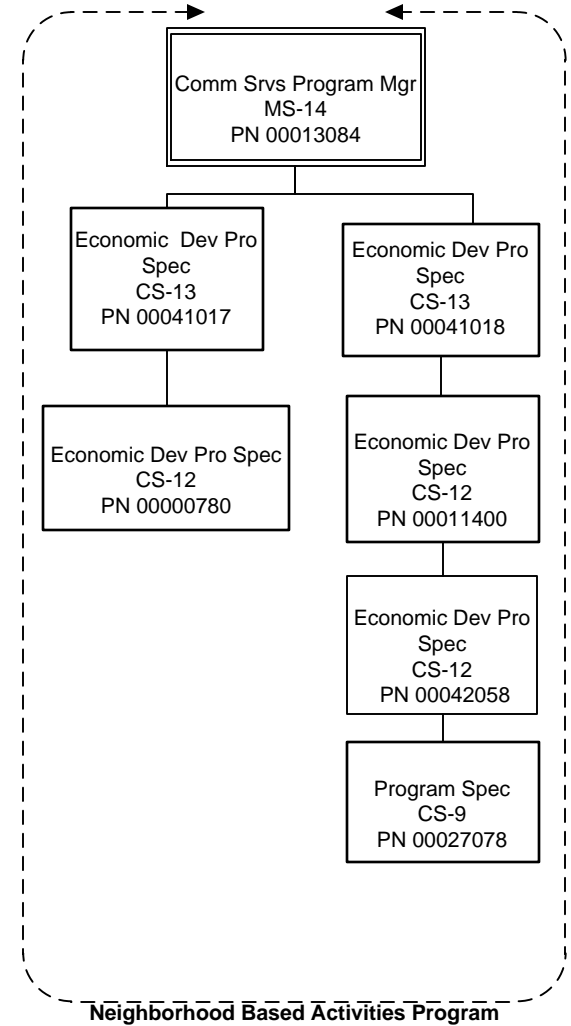 Comm Srvs Program Mgr
MS-14
PN 00013084
Economic Dev Pro
Spec
CS-13
PN 00041017
Economic Dev Pro Spec
CS-12
PN 00000780
Economic Dev Pro
Spec
CS-13
PN 00041018
Economic Dev Pro
Spec
CS-12
PN 00011400
Economic Dev Pro
Spec
CS-12
PN 00042058
Program Spec
CS-9
PN 00027078
Neighborhood Based Activities Program